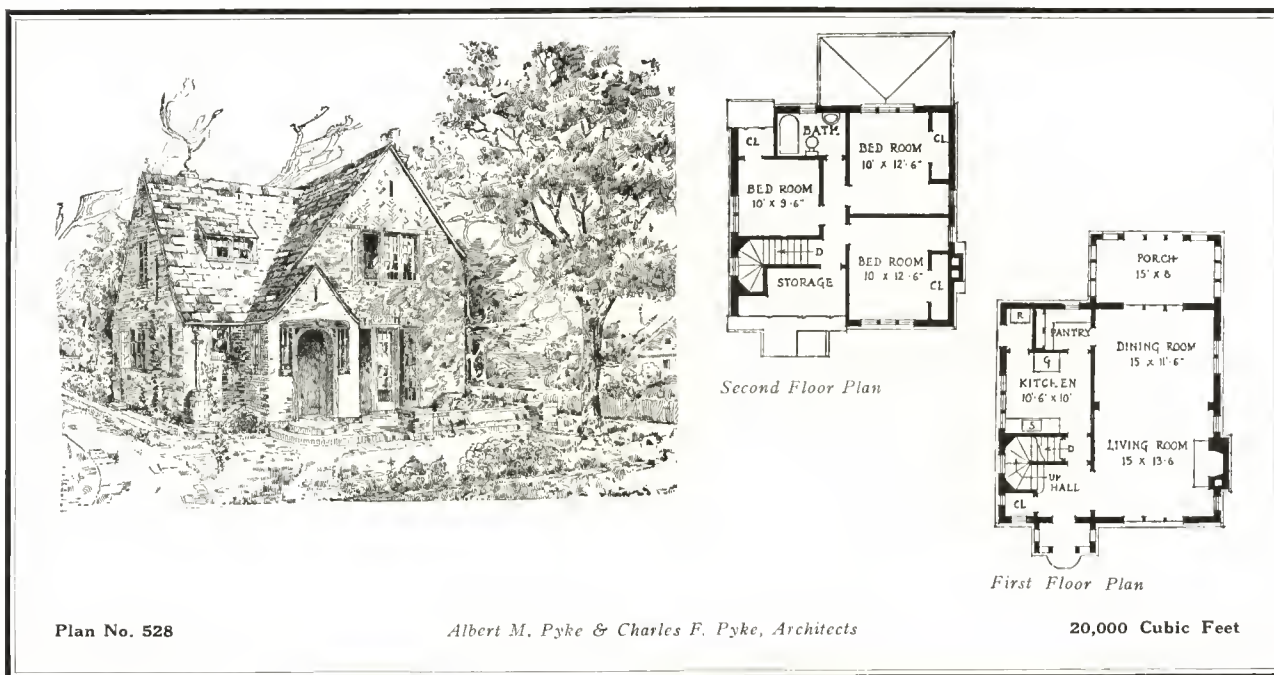 BATH
CL
BED ROOM
10' X 12'-6"
CL
BED ROOM
10' X 9-6"
D
BED ROOM
10 X 12-6"
STORAGE
CL
Second Floor Plan
PORCH
15' X 8
R
PANTRY
DINING ROOM
15 X 11'-6"
G
KITCHEN
10'-6" X 10'
S
LIVING ROOM
15 X 13-6
D
UP
HALL
CL
First Floor Plan
Plan No. 528
Albert M. Pyke & Charles F. Pyke, Architects
20,000 Cubic Feet